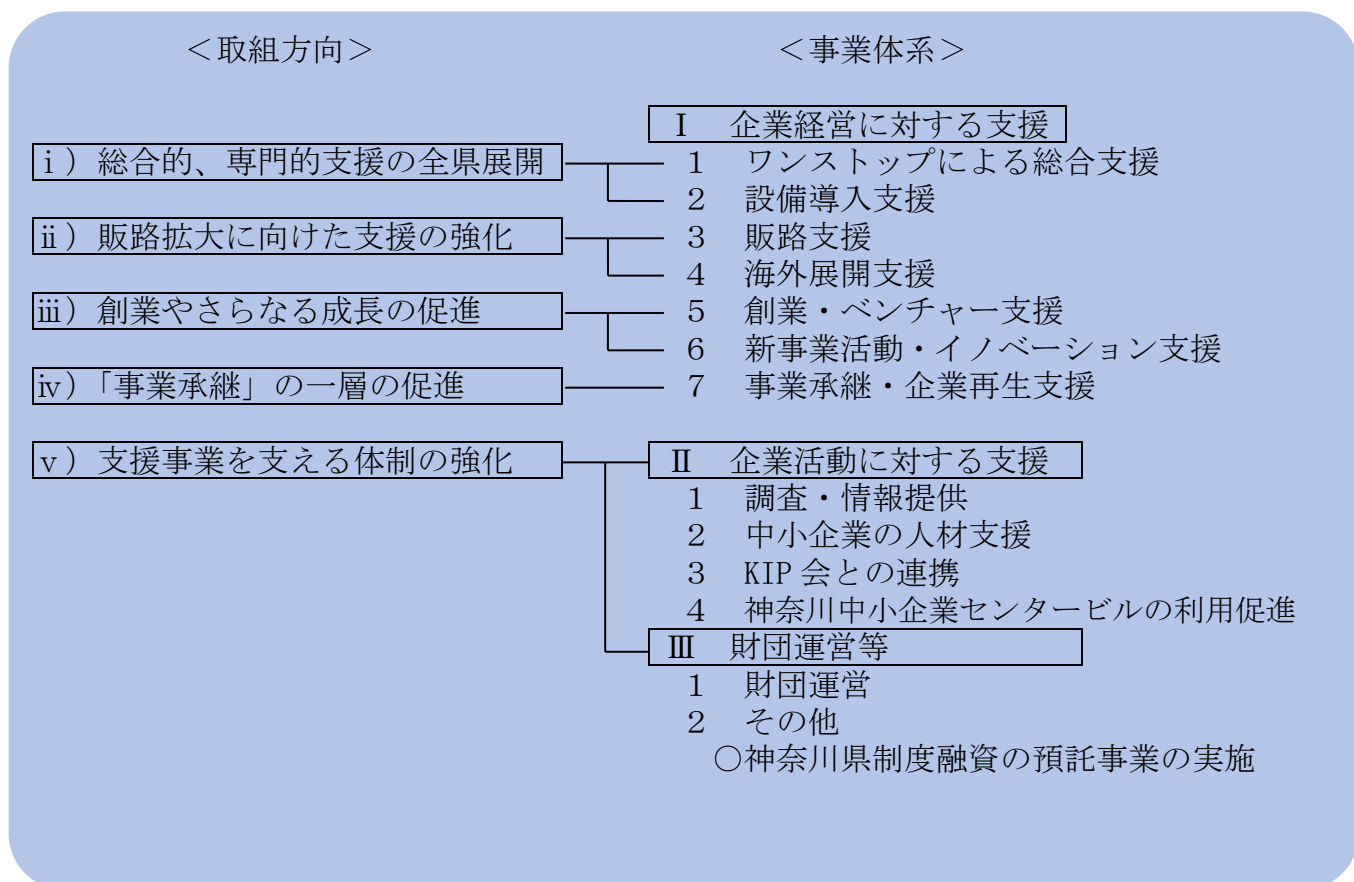 ＜取組方向＞ ＜事業体系＞
Ⅰ 企業経営に対する支援
ⅰ）総合的、専門的支援の全県展開 1 ワンストップによる総合支援
2 設備導入支援
ⅱ）販路拡大に向けた支援の強化 3 販路支援
4 海外展開支援
ⅲ）創業やさらなる成長の促進 5 創業・ベンチャー支援
6 新事業活動・イノベーション支援
ⅳ）「事業承継」の一層の促進 7 事業承継・企業再生支援
ⅴ）支援事業を支える体制の強化 Ⅱ 企業活動に対する支援
1 調査・情報提供
2 中小企業の人材支援
3 KIP 会との連携
4 神奈川中小企業センタービルの利用促進
Ⅲ 財団運営等
1 財団運営
2 その他
○神奈川県制度融資の預託事業の実施